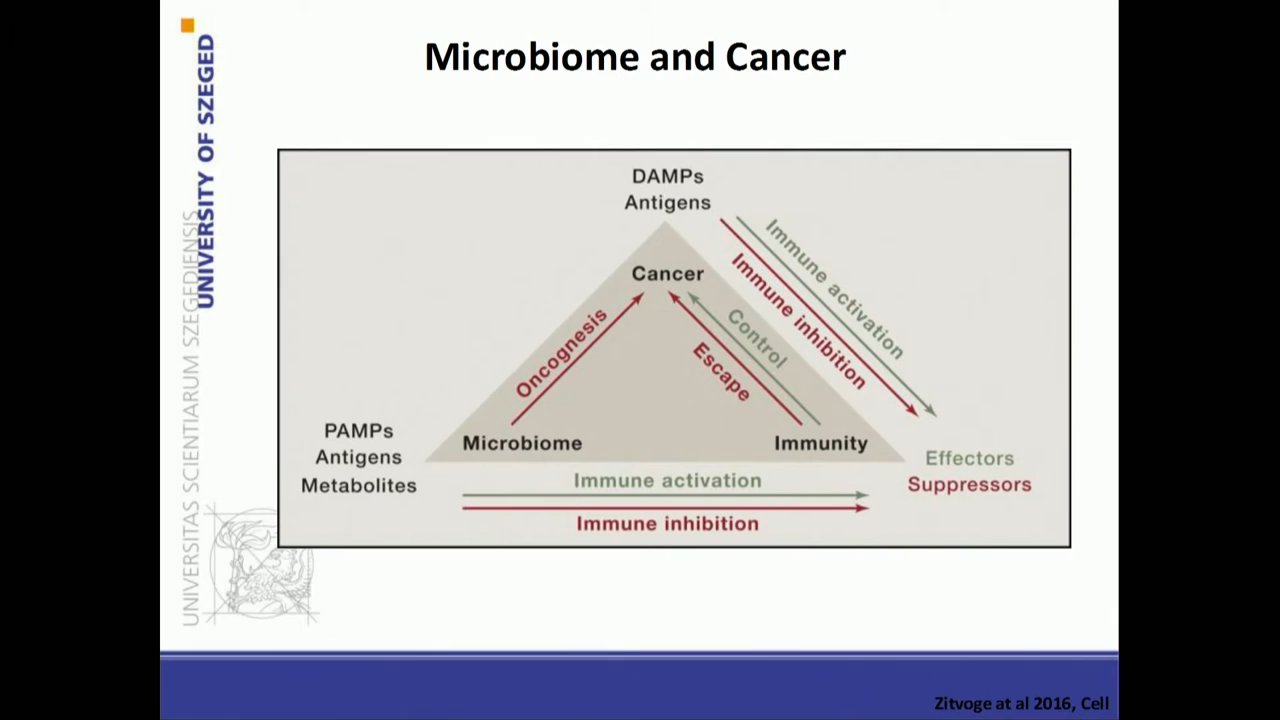 Microbiome and Cancer
UNIVERSITY OF SZEGED
UNIVERSITAS SCIENTIARUM SZEGEDIENSIS
DAMPs
Antigens
Cancer
Immune activation
Immune inhibition
Oncognesis
Control
Escape
PAMPs
Antigens
Metabolites
Microbiome
Immunity
Effectors
Suppressors
Immune activation
Immune inhibition
Zitvoge at al 2016, Cell